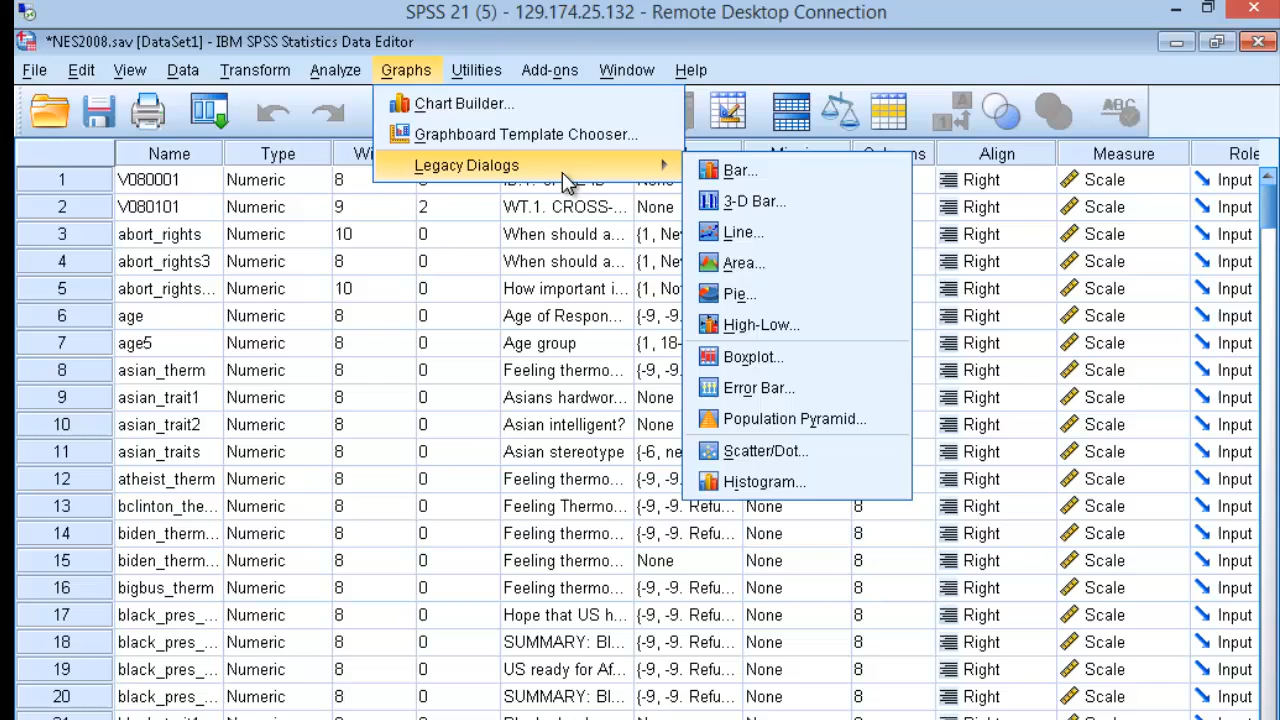 SPSS 21 (5) - 129.174.25.132 - Remote Desktop Connection
*NES2008.sav [DataSet1] - IBM SPSS Statistics Data Editor
File Edit View Data Transform Analyze Graphs Utilities Add-ons Window Help
Chart Builder...
Graphboard Template Chooser...
Legacy Dialogs
Bar...
3-D Bar...
Line...
Area...
Pie...
High-Low...
Boxplot...
Error Bar...
Population Pyramid...
Scatter/Dot...
Histogram...
A
A
ABC
Name Type Align Measure Role
1 V080001 Numeric 8 Right Scale Input
2 V080101 Numeric 9 2 WT.1. CROSS-... None Right Scale Input
3 abort_rights Numeric 10 0 When should a... {1, Right Scale Input
4 abort_rights3 Numeric 8 0 When should a... {1, Right Scale Input
5 abort_rights... Numeric 10 0 How important i... {1, Right Scale Input
6 age Numeric 8 0 Age of Respon... {-9, -9. Right Scale Input
7 age5 Numeric 8 0 Age group {1, 18- Right Scale Input
8 asian_therm Numeric 8 0 Feeling thermo... {-9, -9. Right Scale Input
9 asian_trait1 Numeric 8 0 Asians hardwor... None Right Scale Input
10 asian_trait2 Numeric 8 0 Asian intelligent? None Right Scale Input
11 asian_traits Numeric 8 0 Asian stereotype {-6, ne Right Scale Input
12 atheist_therm Numeric 8 0 Feeling thermo... {-9, -9. Right Scale Input
13 bclinton_the... Numeric 8 0 Feeling Thermo... {-9, -9. Refu... None 8 Right Scale Input
14 biden_therm... Numeric 8 0 Feeling thermo... {-9, -9. Refu... None 8 Right Scale Input
15 biden_therm... Numeric 8 0 Feeling thermo... None None 8 Right Scale Input
16 bigbus_therm Numeric 8 0 Feeling thermo... {-9, -9. Refu... None 8 Right Scale Input
17 black_pres_... Numeric 8 0 Hope that US h... {-9, -9. Refu... None 8 Right Scale Input
18 black_pres_... Numeric 8 0 SUMMARY: Bl... {-9, -9. Refu... None 8 Right Scale Input
19 black_pres_... Numeric 8 0 US ready for Af... {-9, -9. Refu... None 8 Right Scale Input
20 black_pres_... Numeric 8 0 SUMMARY: Bl... {-9, -9. Refu... None 8 Right Scale Input